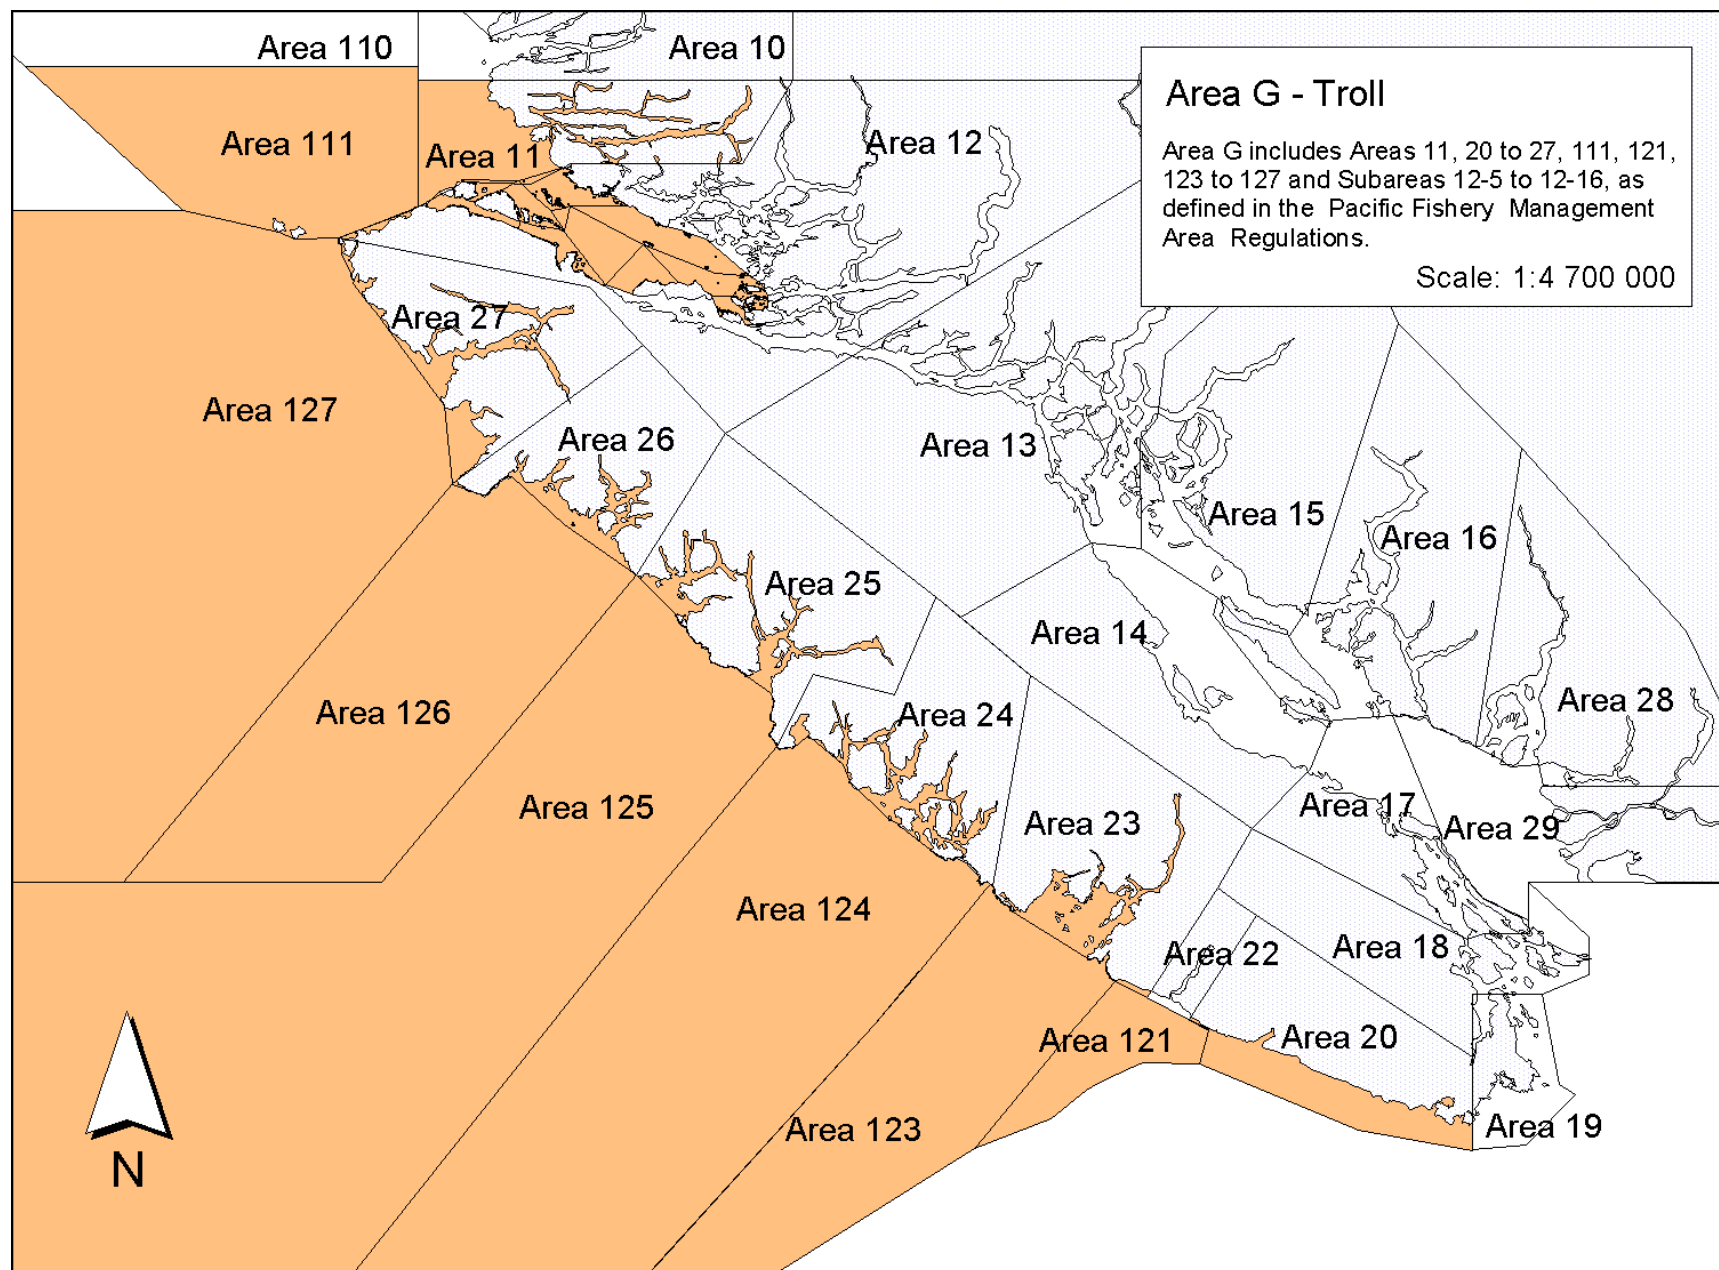 Area 110
Area 10
Area G - Troll
Area G includes Areas 11, 20 to 27, 111, 121,
123 to 127 and Subareas 12-5 to 12-16, as
defined in the Pacific Fishery Management
Area Regulations.
Scale: 1:4 700 000
Area 111
Area 11
Area 12
Area 27
Area 127
Area 26
Area 13
Area 15
Area 16
Area 25
Area 14
Area 126
Area 24
Area 28
Area 125
Area 23
Area 17
Area 29
Area 124
Area 22
Area 18
Area 121
Area 20
Area 123
Area 19
N